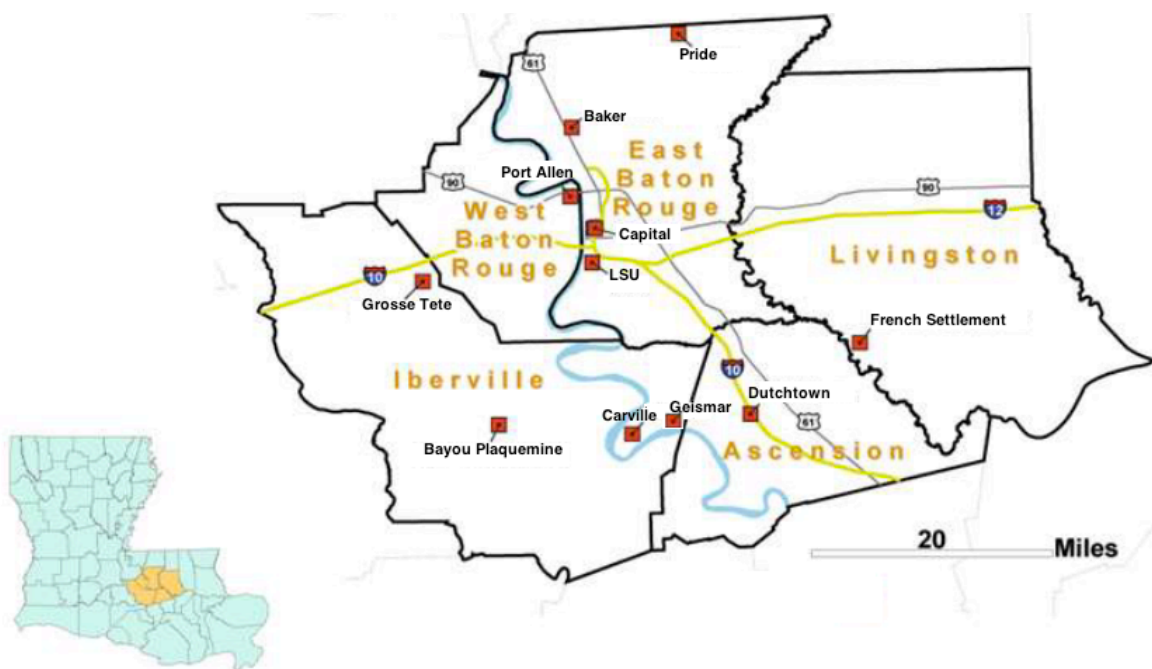 Pride
61
Baker
East
Baton
Rouge
Port Allen
90
90
West
Baton
Rouge
Capital
12
Livingston
LSU
10
Grosse Tete
French Settlement
10
Iberville
Dutchtown
Geismar
Carville
61
Bayou Plaquemine
Ascension
20
Miles